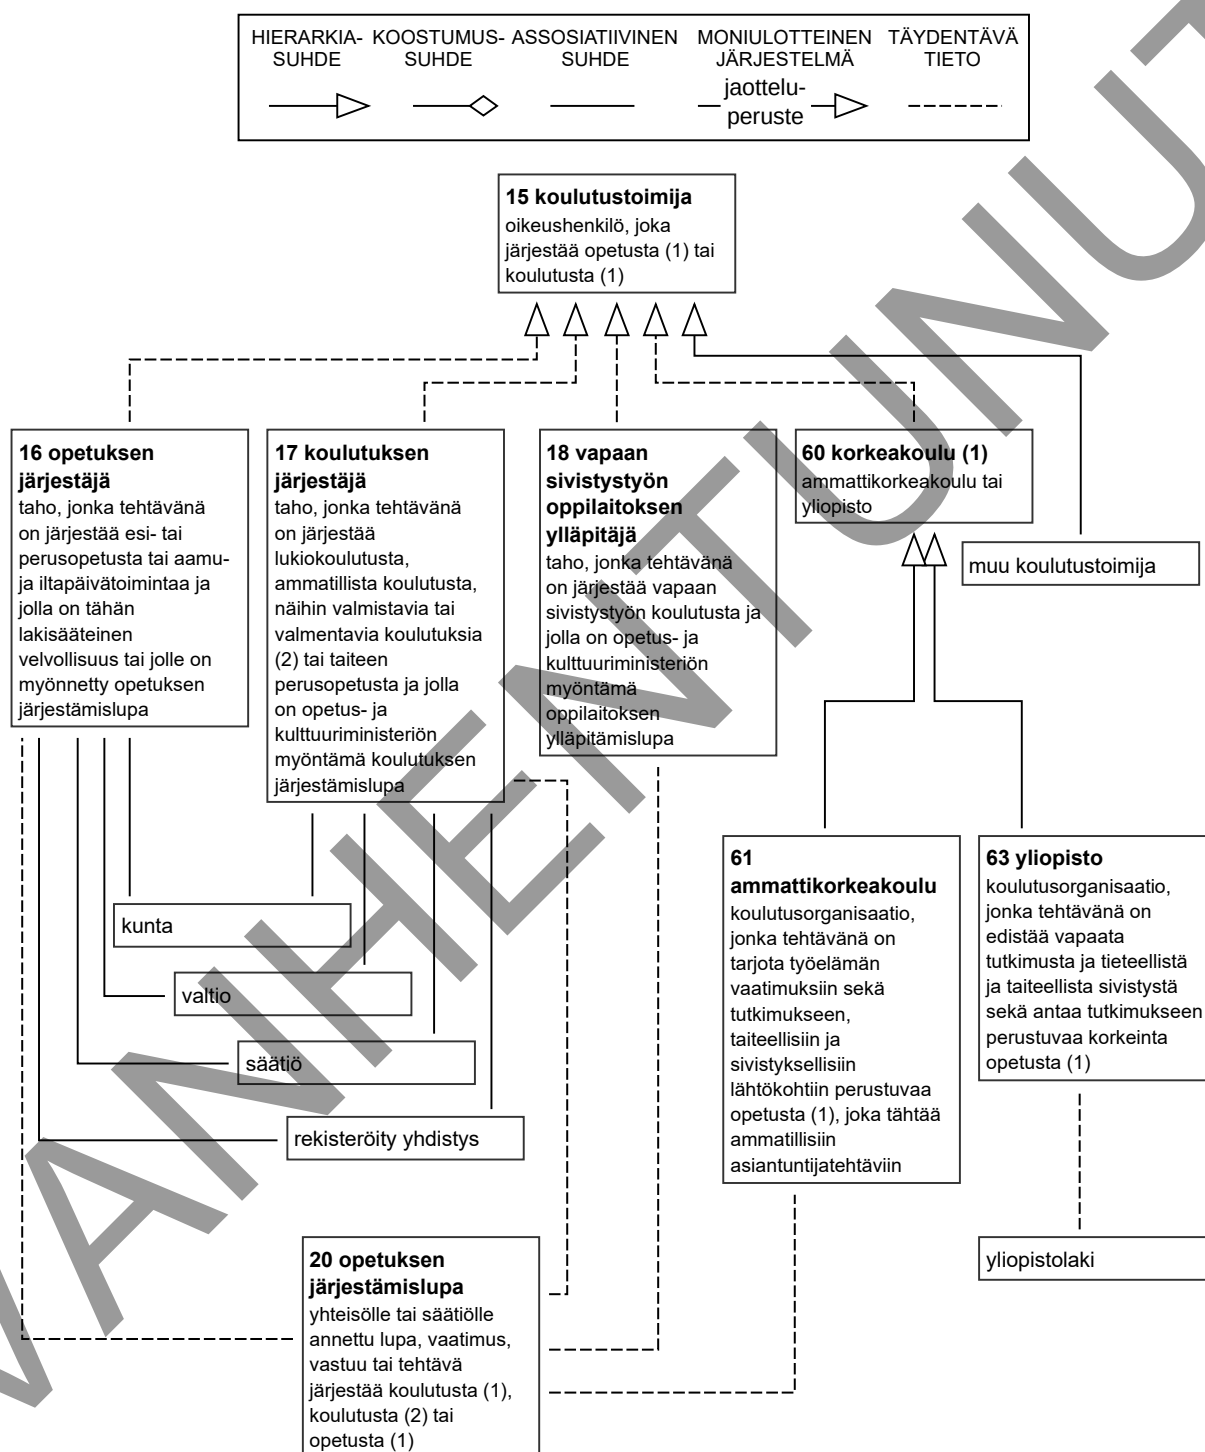 HIERARKIA-
SUHDE
KOOSTUMUS-
SUHDE
ASSOSIATIIVINEN
SUHDE
MONIULOTTEINEN
JÄRJESTELMÄ
jaottelu-
peruste
TÄYDENTÄVÄ
TIETO
15 koulutustoimija
oikeushenkilö, joka
järjestää opetusta (1) tai
koulutusta (1)
16 opetuksen
järjestäjä
taho, jonka tehtävänä
on järjestää esi- tai
perusopetusta tai aamu-
ja iltapäivätoimintaa ja
jolla on tähän
lakisääteinen
velvollisuus tai jolle on
myönnetty opetuksen
järjestämislupa
17 koulutuksen
järjestäjä
taho, jonka tehtävänä
on järjestää
lukiokoulutusta,
ammatillista koulutusta,
näihin valmistavia tai
valmentavia koulutuksia
(2) tai taiteen
perusopetusta ja jolla
on opetus- ja
kulttuuriministeriön
myöntämä koulutuksen
järjestämislupa
18 vapaan
sivistystyön
oppilaitoksen
ylläpitäjä
taho, jonka tehtävänä
on järjestää vapaan
sivistystyön koulutusta ja
jolla on opetus- ja
kulttuuriministeriön
myöntämä
oppilaitoksen
ylläpitämislupa
60 korkeakoulu (1)
ammattikorkeakoulu tai
yliopisto
muu koulutustoimija
61
ammattikorkeakoulu
koulutusorganisaatio,
jonka tehtävänä on
tarjota työelämän
vaatimuksiin sekä
tutkimukseen,
taiteellisiin ja
sivistyksellisiin
lähtökohtiin perustuvaa
opetusta (1), joka tähtää
ammatillisiin
asiantuntijatehtäviin
63 yliopisto
koulutusorganisaatio,
jonka tehtävänä on
edistää vapaata
tutkimusta ja tieteellistä
ja taiteellista sivistystä
sekä antaa tutkimukseen
perustuvaa korkeinta
opetusta (1)
kunta
valtio
säätiö
rekisteröity yhdistys
yliopistolaki
20 opetuksen
järjestämislupa
yhteisölle tai säätiölle
annettu lupa, vaatimus,
vastuu tai tehtävä
järjestää koulutusta (1),
koulutusta (2) tai
opetusta (1)
VANHENTUNUT